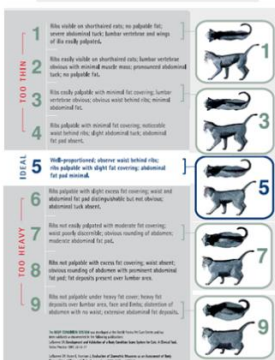 TOO THIN
1
Ribs visible on shorthaired cats; no palpable fat;
severe abdominal tuck; lumbar vertebrae and wings
of ilia easily palpated.
2
Ribs easily visible on shorthaired cats; lumbar vertebrae
obvious with minimal muscle mass; pronounced abdominal
tuck; no palpable fat.
3
Ribs easily palpable with minimal fat covering; lumbar
vertebrae obvious; obvious waist behind ribs; minimal
abdominal fat.
4
Ribs palpable with minimal fat covering; noticeable
waist behind ribs; slight abdominal tuck; abdominal
fat pad absent.
IDEAL
5
Well-proportioned; observe waist behind ribs;
ribs palpable with slight fat covering; abdominal
fat pad minimal.
TOO HEAVY
6
Ribs palpable with slight excess fat covering; waist and
abdominal fat pad distinguishable but not obvious;
abdominal tuck absent.
7
Ribs not easily palpated with moderate fat covering;
waist poorly discernible; obvious rounding of abdomen;
moderate abdominal fat pad.
8
Ribs not palpable with excess fat covering; waist absent;
obvious rounding of abdomen with prominent abdominal
fat pad; fat deposits present over lumbar area.
9
Ribs not palpable under heavy fat cover; heavy fat
deposits over lumbar area, face and limbs; distention of
abdomen with no waist; extensive abdominal fat deposits.
1
3
5
7
9